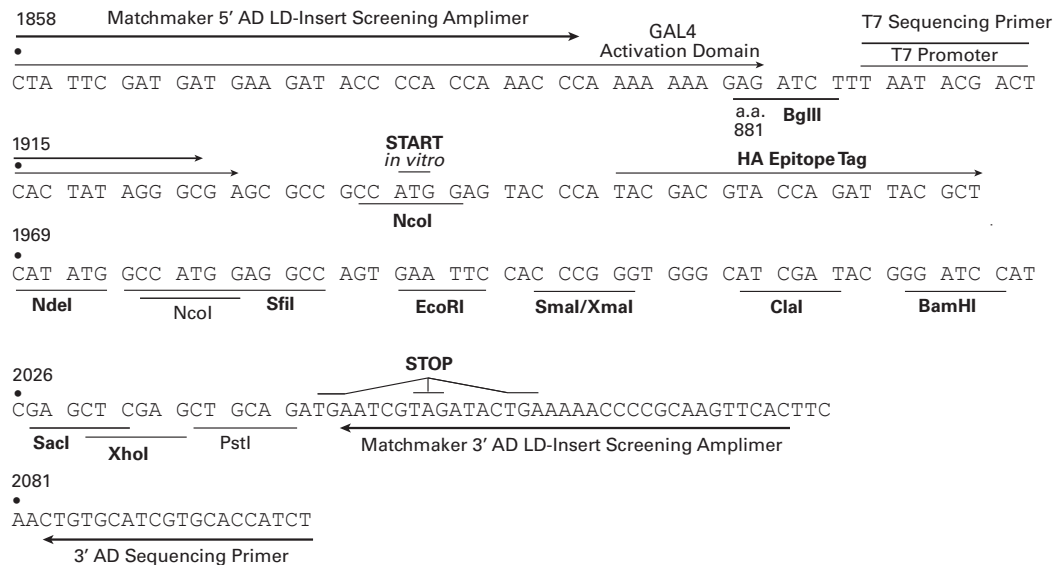 1858 Matchmaker 5′ AD LD-Insert Screening Amplimer T7 Sequencing Primer
GAL4
Activation Domain T7 Promoter
CTA TTC GAT GAT GAA GAT ACC CCA CCA AAC CCA AAA AAA GAG ATC TTT AAT ACG ACT
a.a. BglII
881
1915 START
in vitro HA Epitope Tag
CAC TAT AGG GCG AGC GCC GCC ATG GAG TAC CCA TAC GAC GTA CCA GAT TAC GCT
NcoI
1969
CAT ATG GCC ATG GAG GCC AGT GAA TTC CAC CCG GGT GGG CAT CGA TAC GGG ATC CAT
NdeI NcoI SfiI EcoRI SmaI/XmaI ClaI BamHI
2026 STOP
CGA GCT CGA GCT GCA GATGAATCGTAGATACTGAAAAACCCCGCAAGTTCACTTC
SacI XhoI PstI Matchmaker 3′ AD LD-Insert Screening Amplimer
2081
AACTGTGCATCGTGCACCATCT
3′ AD Sequencing Primer